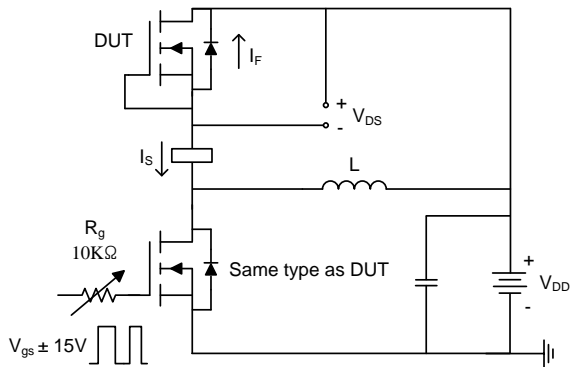 DUT
I_F
+
V_DS
-
I_S
L
R_g
10KΩ
Same type as DUT
+
V_DD
-
V_gs ± 15V